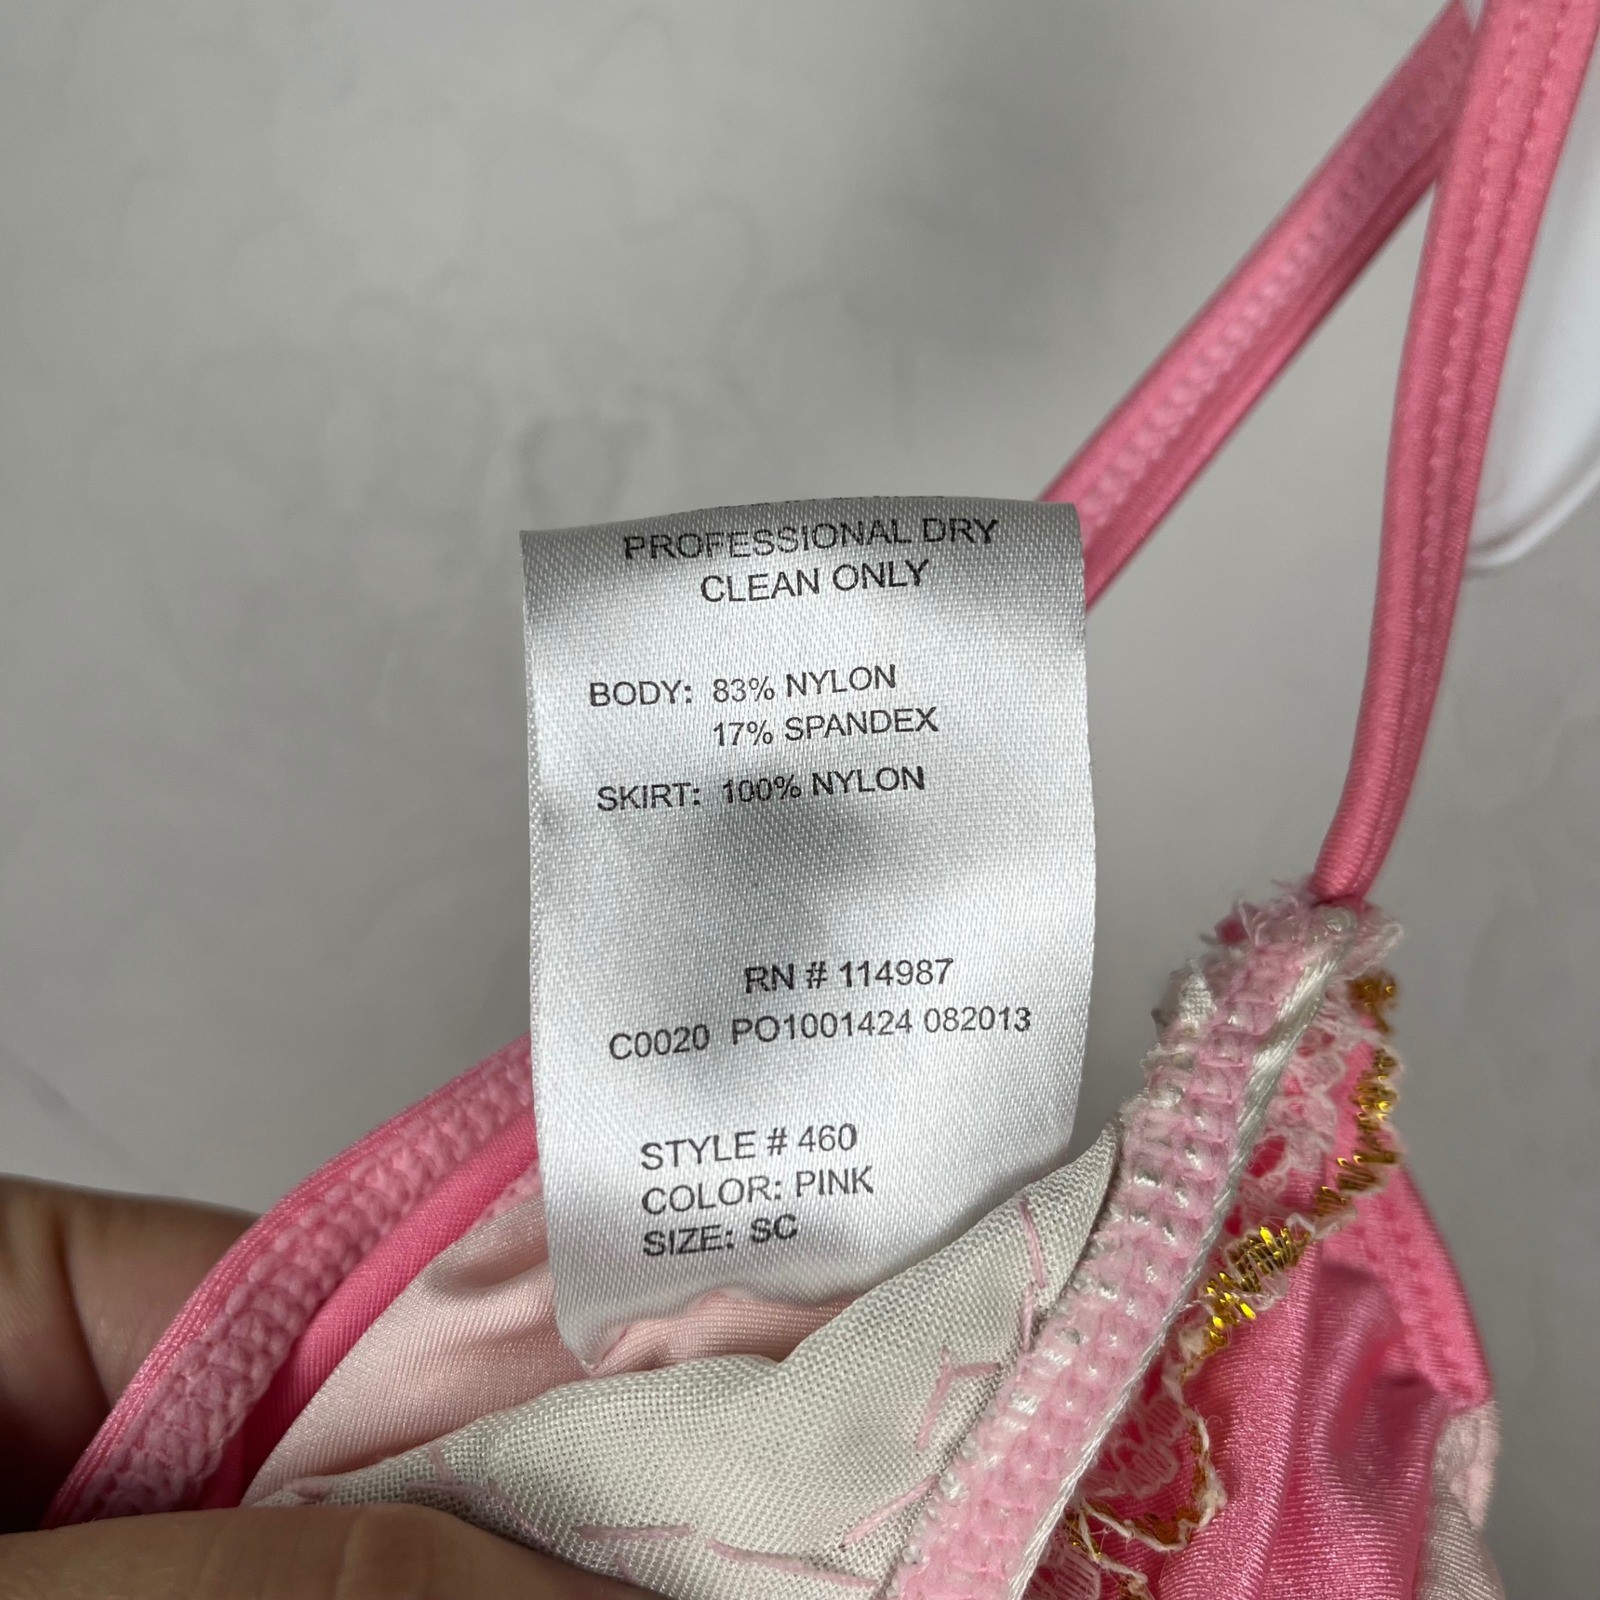 PROFESSIONAL DRY
CLEAN ONLY
BODY: 83% NYLON
17% SPANDEX
SKIRT: 100% NYLON
RN # 114987
C0020 PO1001424 082013
STYLE # 460
COLOR: PINK
SIZE: SC